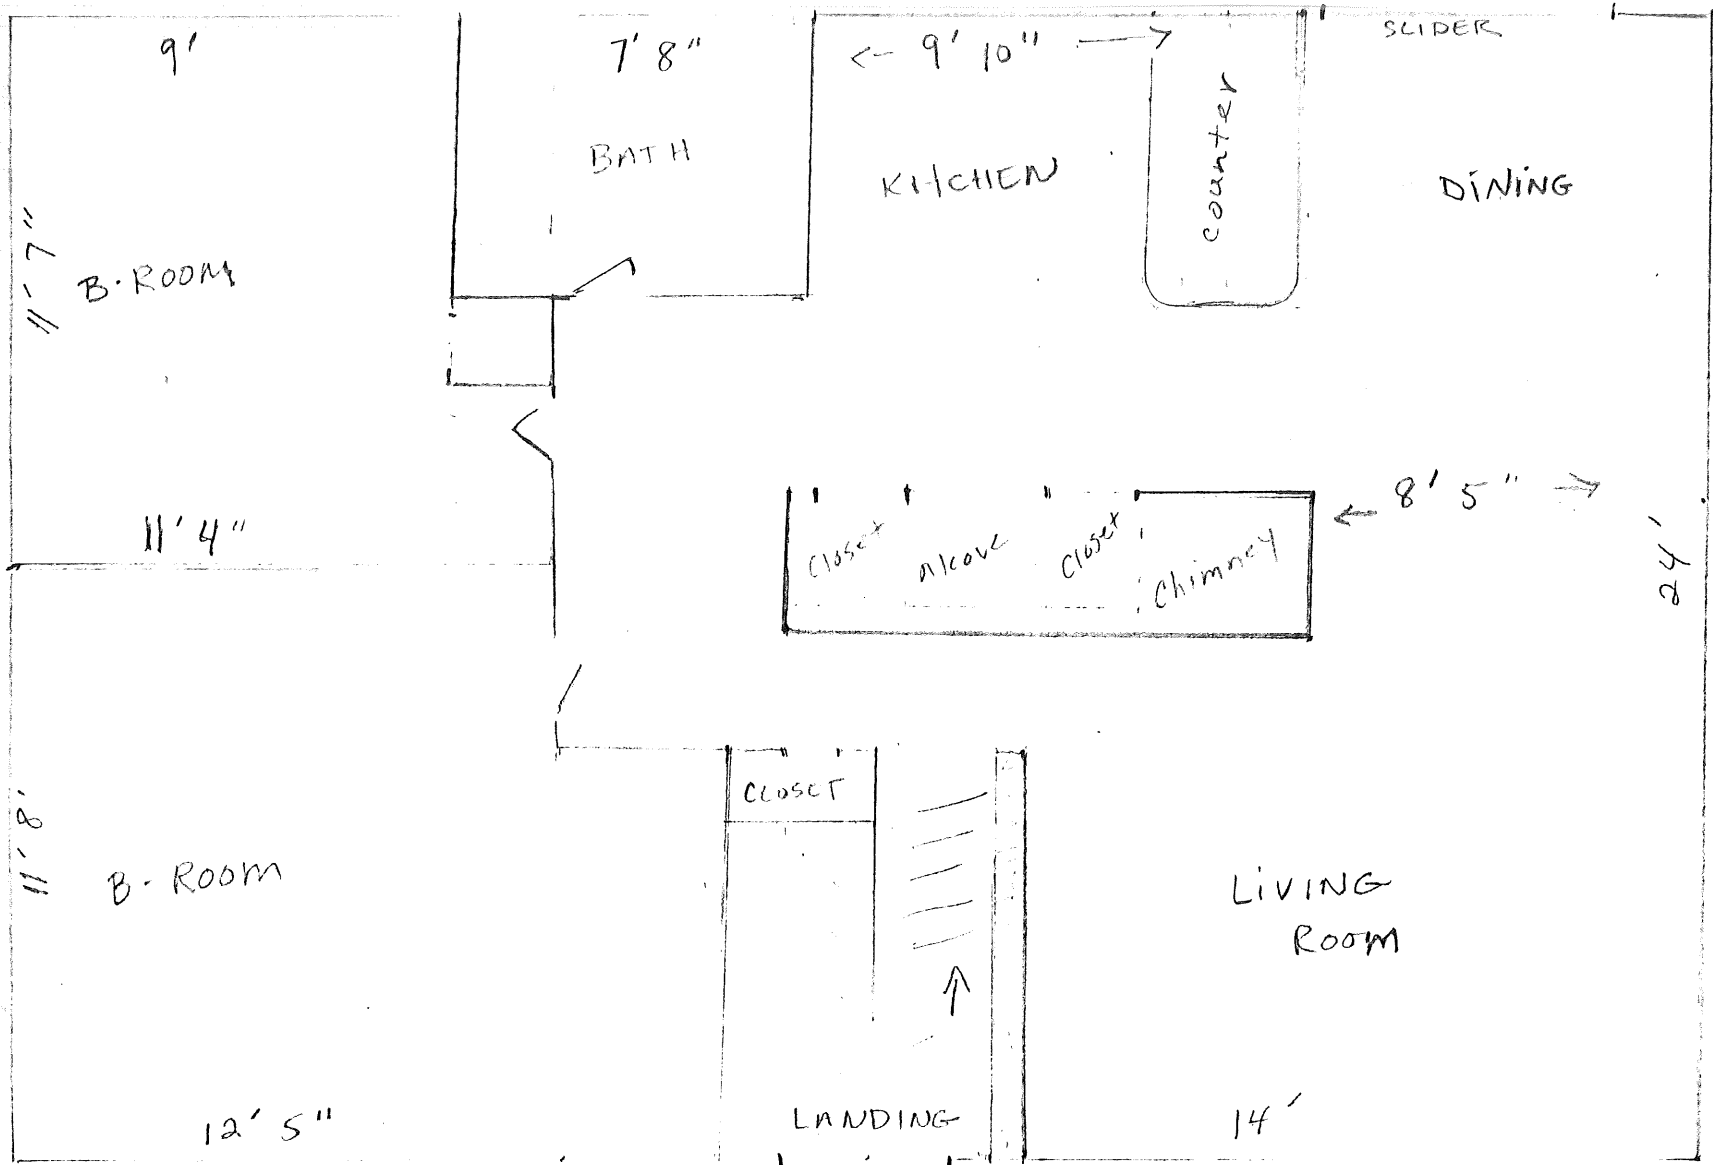 SLIDER
9'
7' 8"
9' 10"
BATH
KITCHEN
Counter
DINING
11' 7"
B-ROOM
11' 4"
closet
Alcove
closet
Chimney
8' 5"
24'
CLOSET
11' 8"
B-ROOM
LIVING
ROOM
12' 5"
LANDING
14'